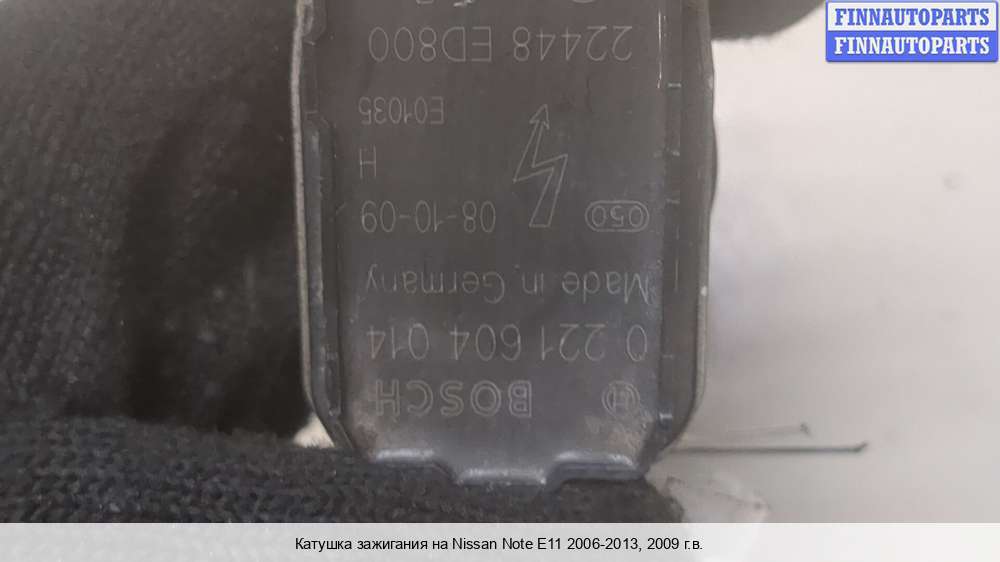 FINNAUTOPARTS
FINNAUTOPARTS
BOSCH
0 221 604 014
Made in Germany
050 08-10-09
H
E01035
22448 ED800
Катушка зажигания на Nissan Note E11 2006-2013, 2009 г.в.